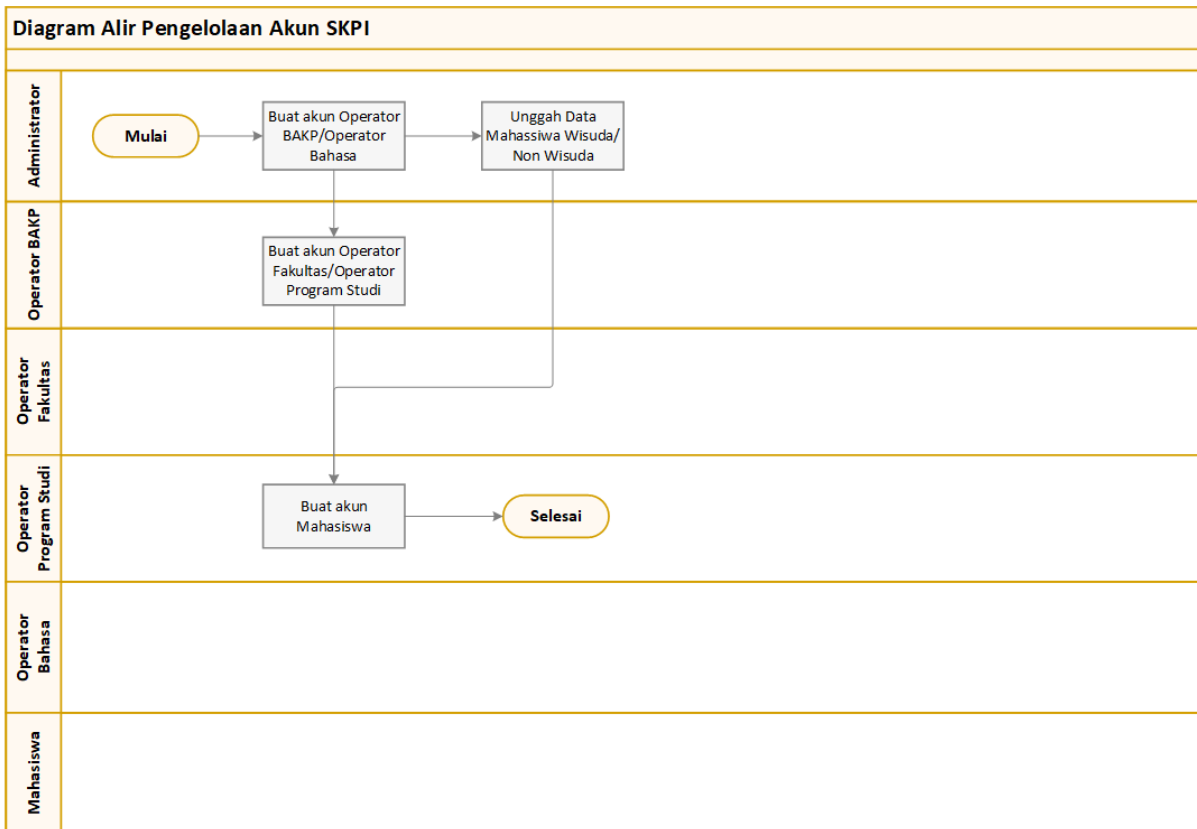 Diagram Alir Pengelolaan Akun SKPI
Administrator
Mulai
Buat akun Operator
BAKP/Operator
Bahasa
Unggah Data
Mahassiwa Wisuda/
Non Wisuda
Operator BAKP
Buat akun Operator
Fakultas/Operator
Program Studi
Operator
Fakultas
Operator
Program Studi
Buat akun
Mahasiswa
Selesai
Operator
Bahasa
Mahasiswa